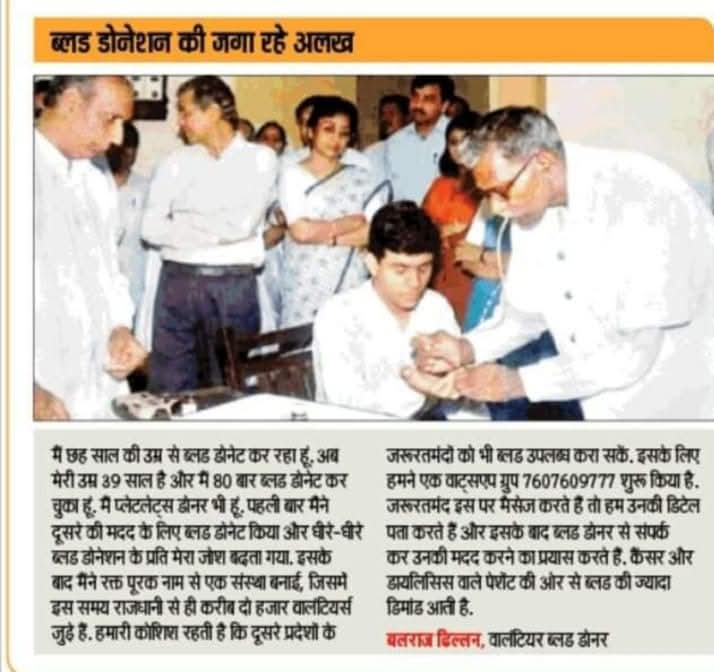 ब्लड डोनेशन की जगा रहे अलख
मैं छह साल की उम्र से ब्लड डोनेट कर रहा हूं. अब
मेरी उम्र 39 साल है और मैं 80 बार ब्लड डोनेट कर
चुका हूं. मैं प्लेटलेट्स डोनर भी हूं. पहली बार मैंने
दूसरे की मदद के लिए ब्लड डोनेट किया और धीरे-धीरे
ब्लड डोनेशन के प्रति मेरा जोश बढ़ता गया. इसके
बाद मैंने रक्त पूरक नाम से एक संस्था बनाई, जिसमें
इस समय राजधानी से ही करीब दो हजार वालंटियर्स
जुड़े हैं. हमारी कोशिश रहती है कि दूसरे प्रदेशों के
जरूरतमंदों को भी ब्लड उपलब्ध करा सकें. इसके लिए
हमने एक वाट्सएप ग्रुप 7607609777 शुरू किया है.
जरूरतमंद इस पर मैसेज करते हैं तो हम उनकी डिटेल
पता करते हैं और इसके बाद ब्लड डोनर से संपर्क
कर उनकी मदद करने का प्रयास करते हैं. कैंसर और
डायलिसिस वाले पेशेंट की ओर से ब्लड की ज्यादा
डिमांड आती है.
बलराज ढिल्लन, वालंटियर ब्लड डोनर